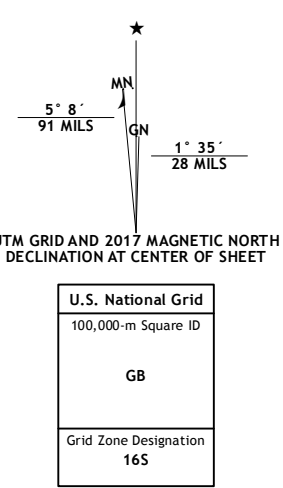 MN
GN
5° 8´
91 MILS
1° 35´
28 MILS
UTM GRID AND 2017 MAGNETIC NORTH
DECLINATION AT CENTER OF SHEET
U.S. National Grid
100,000-m Square ID
GB
Grid Zone Designation
16S